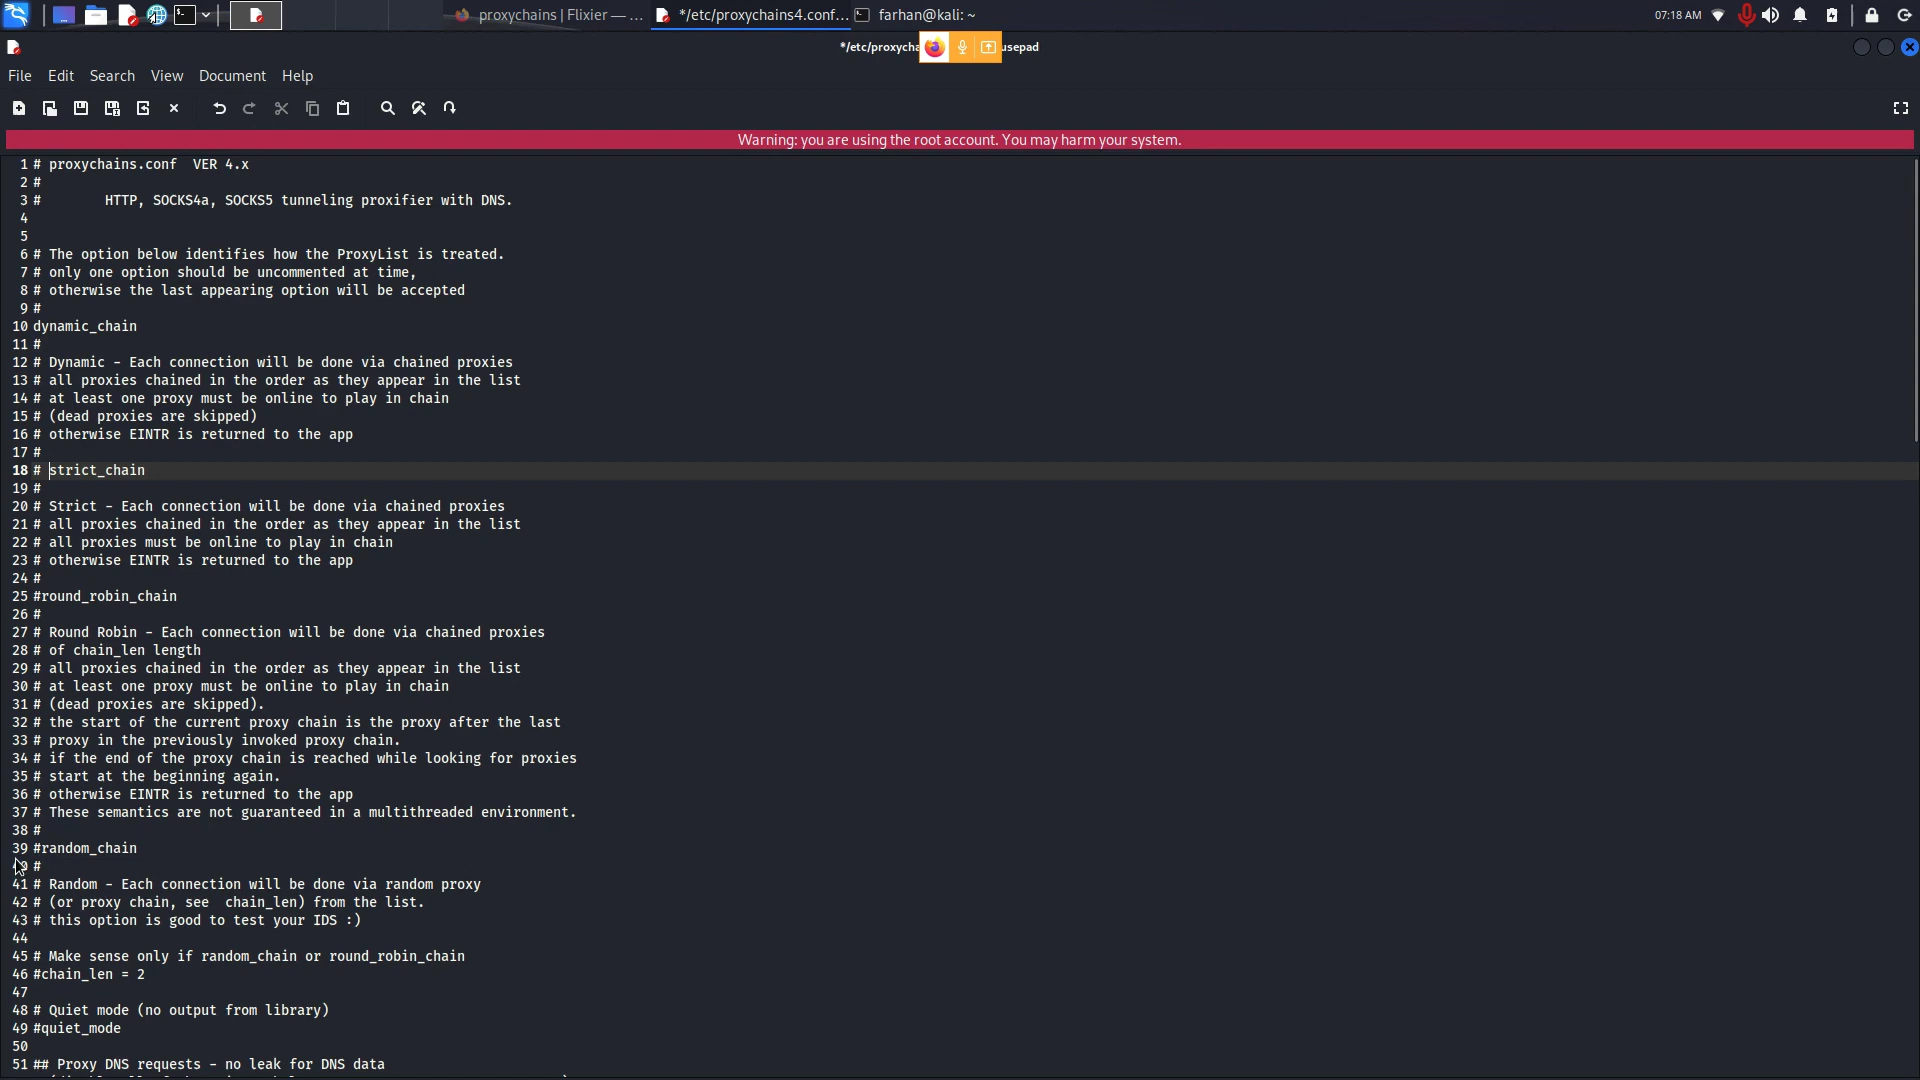 proxychains | Flixier — ...
*/etc/proxychains4.conf...
farhan@kali: ~
07:18 AM
*/etc/proxycha
usepad
File Edit Search View Document Help
Warning: you are using the root account. You may harm your system.
1 # proxychains.conf  VER 4.x
2 #
3 #        HTTP, SOCKS4a, SOCKS5 tunneling proxifier with DNS.
4
5
6 # The option below identifies how the ProxyList is treated.
7 # only one option should be uncommented at time,
8 # otherwise the last appearing option will be accepted
9 #
10 dynamic_chain
11 #
12 # Dynamic - Each connection will be done via chained proxies
13 # all proxies chained in the order as they appear in the list
14 # at least one proxy must be online to play in chain
15 # (dead proxies are skipped)
16 # otherwise EINTR is returned to the app
17 #
18 # strict_chain
19 #
20 # Strict - Each connection will be done via chained proxies
21 # all proxies chained in the order as they appear in the list
22 # all proxies must be online to play in chain
23 # otherwise EINTR is returned to the app
24 #
25 #round_robin_chain
26 #
27 # Round Robin - Each connection will be done via chained proxies
28 # of chain_len length
29 # all proxies chained in the order as they appear in the list
30 # at least one proxy must be online to play in chain
31 # (dead proxies are skipped).
32 # the start of the current proxy chain is the proxy after the last
33 # proxy in the previously invoked proxy chain.
34 # if the end of the proxy chain is reached while looking for proxies
35 # start at the beginning again.
36 # otherwise EINTR is returned to the app
37 # These semantics are not guaranteed in a multithreaded environment.
38 #
39 #random_chain
#
41 # Random - Each connection will be done via random proxy
42 # (or proxy chain, see  chain_len) from the list.
43 # this option is good to test your IDS :)
44
45 # Make sense only if random_chain or round_robin_chain
46 #chain_len = 2
47
48 # Quiet mode (no output from library)
49 #quiet_mode
50
51 ## Proxy DNS requests - no leak for DNS data